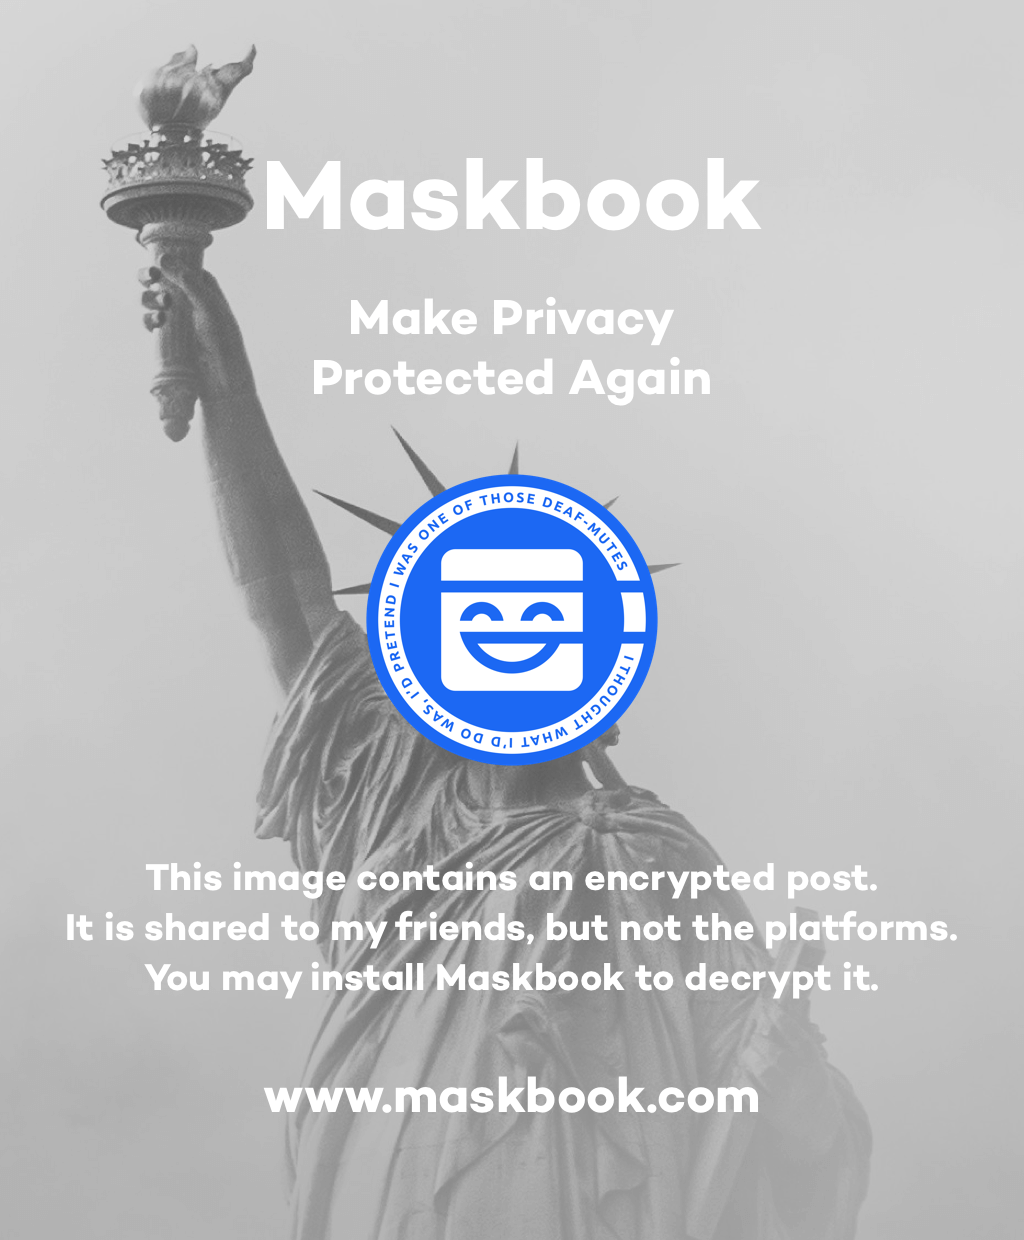 Maskbook
Make Privacy
Protected Again
I THOUGHT WHAT I'D DO WAS, I'D PRETEND I WAS ONE OF THOSE DEAF-MUTES
This image contains an encrypted post.
It is shared to my friends, but not the platforms.
You may install Maskbook to decrypt it.
www.maskbook.com